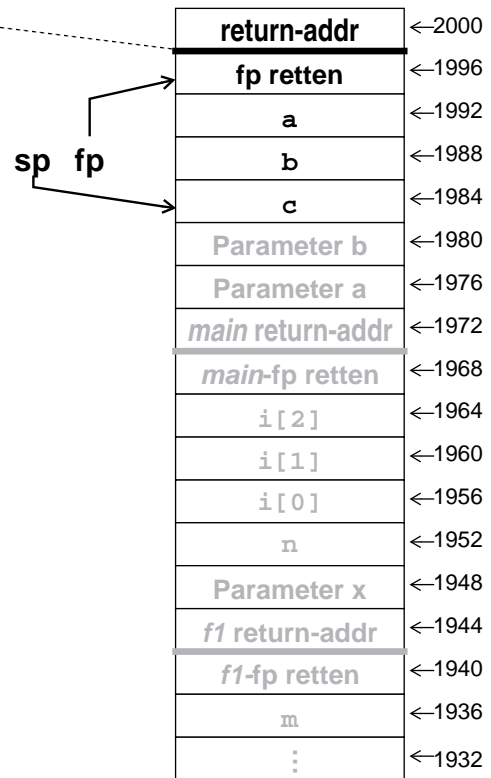 return-addr ←2000
fp retten ←1996
a ←1992
b ←1988
sp fp
c ←1984
Parameter b ←1980
Parameter a ←1976
main return-addr ←1972
main-fp retten ←1968
i[2] ←1964
i[1] ←1960
i[0] ←1956
n ←1952
Parameter x ←1948
f1 return-addr ←1944
f1-fp retten ←1940
m ←1936
⋮ ←1932